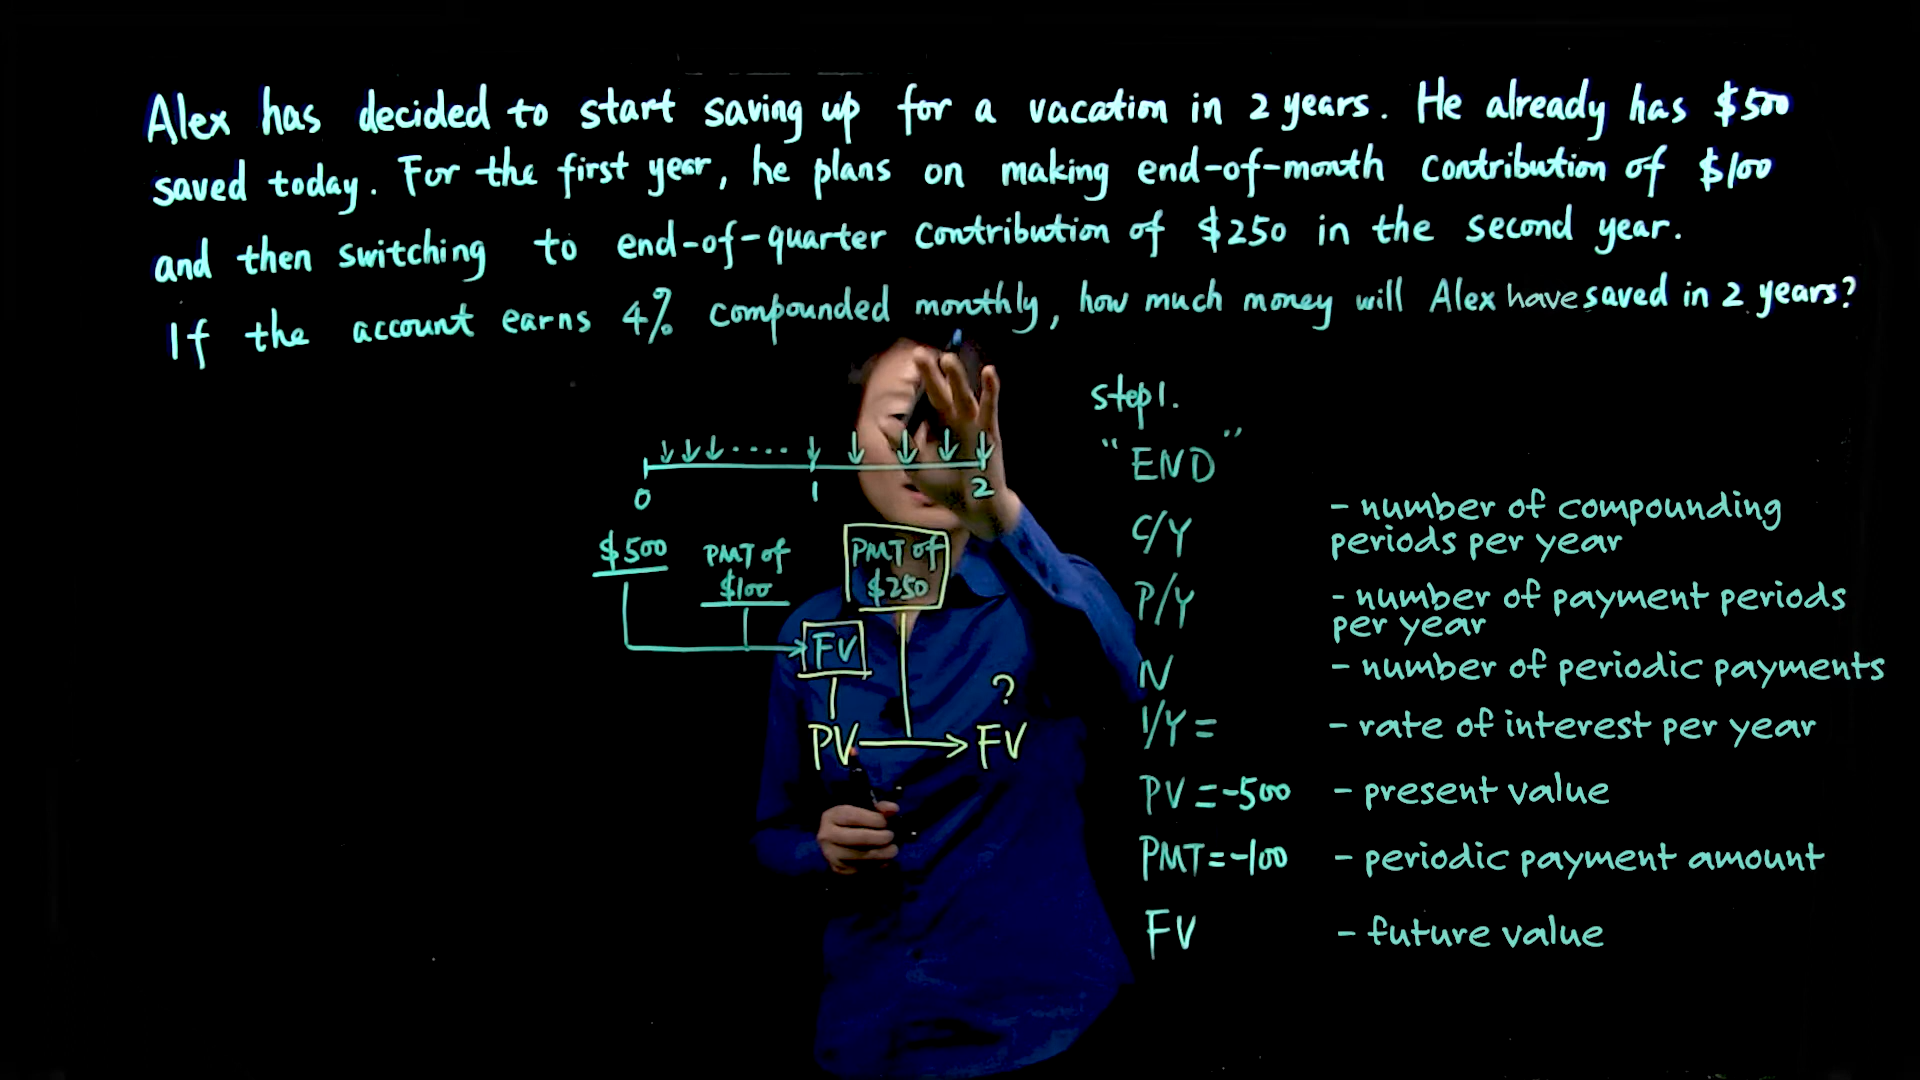 Alex has decided to start saving up for a vacation in 2 years. He already has $500
saved today. For the first year, he plans on making end-of-month contribution of $100
and then switching to end-of-quarter contribution of $250 in the second year.
If the account earns 4% compounded monthly, how much money will Alex have saved in 2 years?
step1.
"END"
0 1 2
C/Y - number of compounding
periods per year
$500 PMT of
$100 PMT of
$250
P/Y - number of payment periods
per year
FV
N - number of periodic payments
?
I/Y = - rate of interest per year
PV FV
PV = -500 - present value
PMT = -100 - periodic payment amount
FV - future value